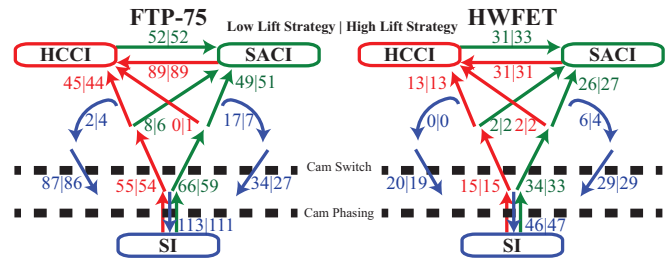 FTP-75
Low Lift Strategy | High Lift Strategy
HWFET
52|52
HCCI
SACI
89|89
45|44
49|51
2|4
8|6
0|1
17|7
Cam Switch
87|86
55|54
66|59
34|27
Cam Phasing
113|111
SI
31|33
HCCI
SACI
31|31
13|13
26|27
0|0
2|2
2|2
6|4
20|19
15|15
34|33
29|29
46|47
SI